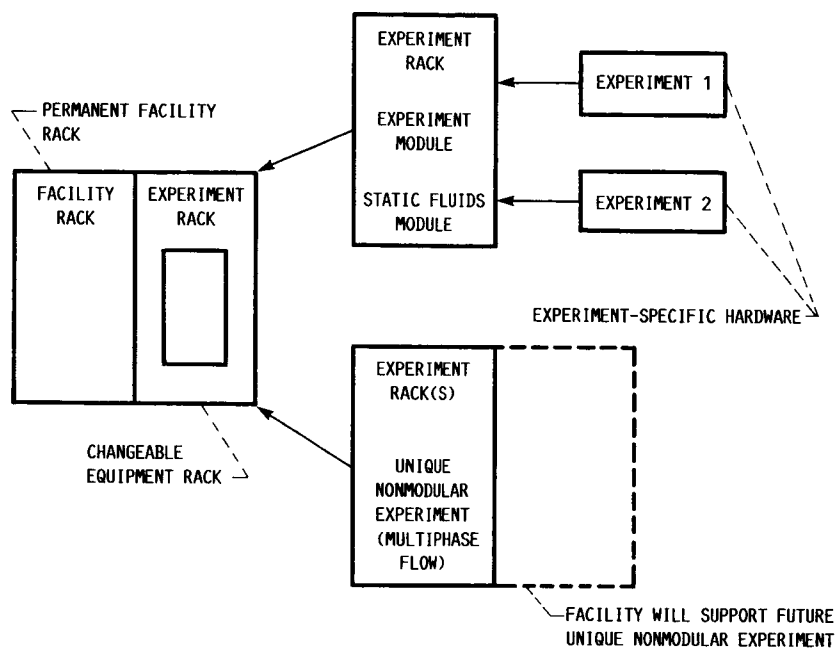 EXPERIMENT
RACK
EXPERIMENT
MODULE
STATIC FLUIDS
MODULE
EXPERIMENT 1
EXPERIMENT 2
EXPERIMENT-SPECIFIC HARDWARE
PERMANENT FACILITY
RACK
FACILITY
RACK
EXPERIMENT
RACK
CHANGEABLE
EQUIPMENT RACK
EXPERIMENT
RACK(S)
UNIQUE
NONMODULAR
EXPERIMENT
(MULTIPHASE
FLOW)
FACILITY WILL SUPPORT FUTURE
UNIQUE NONMODULAR EXPERIMENT